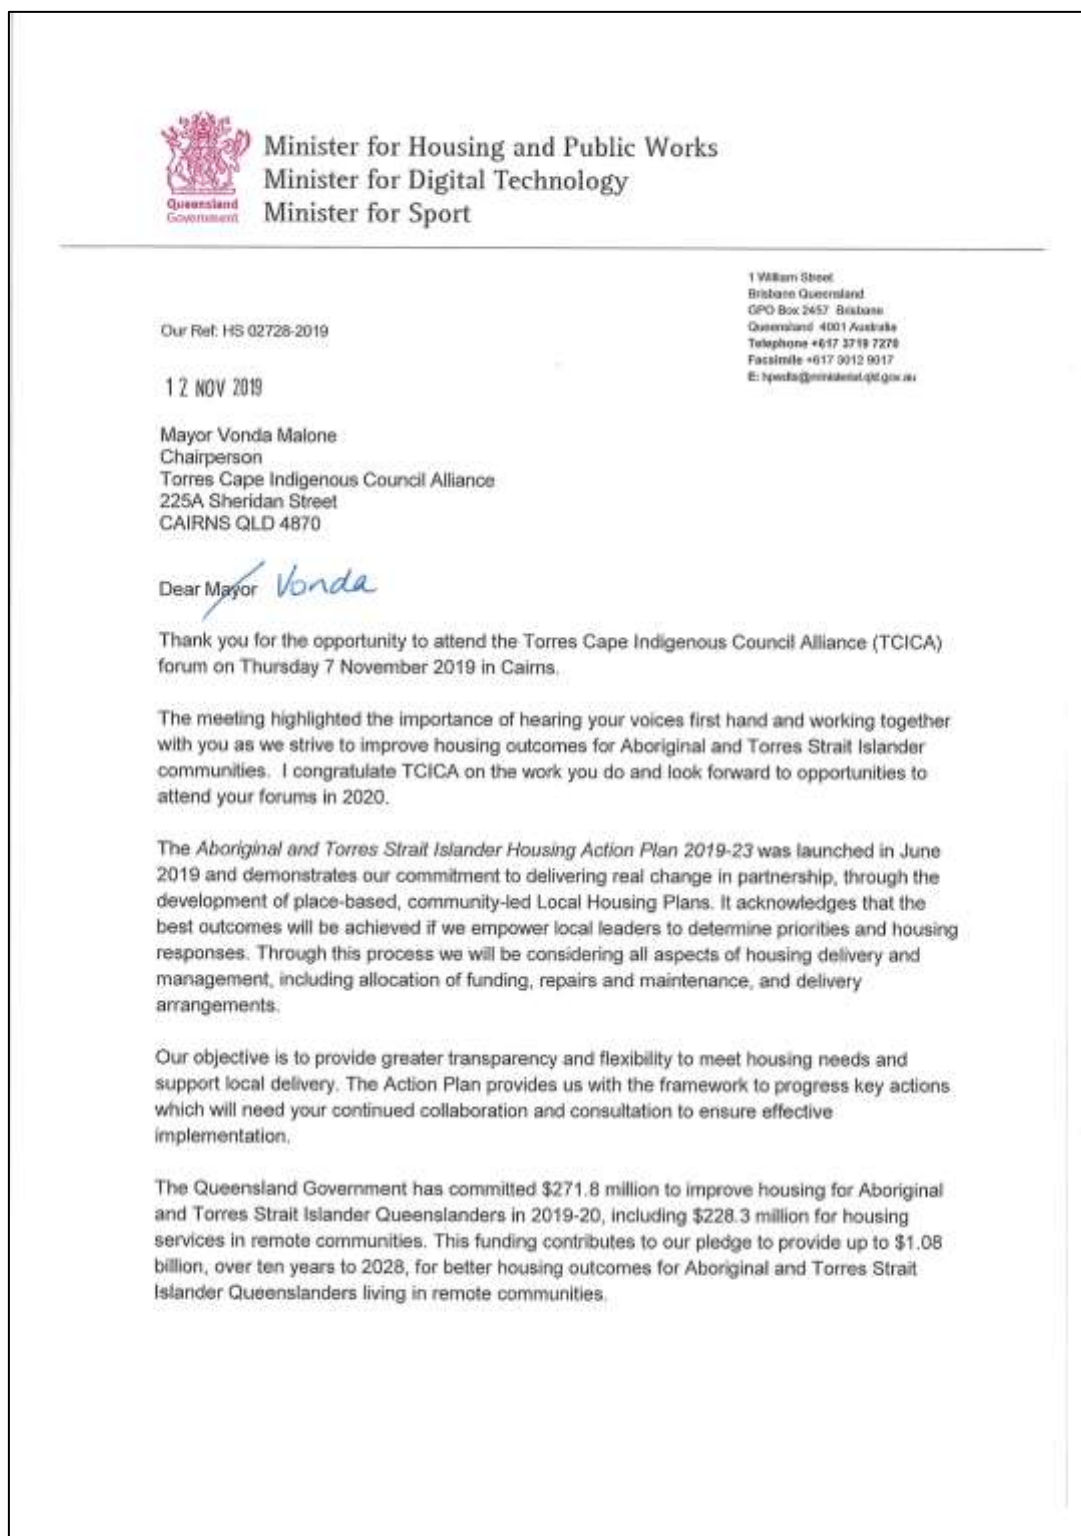 Minister for Housing and Public Works
Minister for Digital Technology
Minister for Sport
Queensland
Government
1 William Street
Brisbane Queensland
GPO Box 2457 Brisbane
Queensland 4001 Australia
Telephone +617 3719 7270
Facsimile +617 3012 9017
E:
Our Ref: HS 02728-2019
12 NOV 2019
Mayor Vonda Malone
Chairperson
Torres Cape Indigenous Council Alliance
225A Sheridan Street
CAIRNS QLD 4870
Dear Mayor Vonda
Thank you for the opportunity to attend the Torres Cape Indigenous Council Alliance (TCICA)
forum on Thursday 7 November 2019 in Cairns.
The meeting highlighted the importance of hearing your voices first hand and working together
with you as we strive to improve housing outcomes for Aboriginal and Torres Strait Islander
communities. I congratulate TCICA on the work you do and look forward to opportunities to
attend your forums in 2020.
The Aboriginal and Torres Strait Islander Housing Action Plan 2019-23 was launched in June
2019 and demonstrates our commitment to delivering real change in partnership, through the
development of place-based, community-led Local Housing Plans. It acknowledges that the
best outcomes will be achieved if we empower local leaders to determine priorities and housing
responses. Through this process we will be considering all aspects of housing delivery and
management, including allocation of funding, repairs and maintenance, and delivery
arrangements.
Our objective is to provide greater transparency and flexibility to meet housing needs and
support local delivery. The Action Plan provides us with the framework to progress key actions
which will need your continued collaboration and consultation to ensure effective
implementation.
The Queensland Government has committed $271.8 million to improve housing for Aboriginal
and Torres Strait Islander Queenslanders in 2019-20, including $228.3 million for housing
services in remote communities. This funding contributes to our pledge to provide up to $1.08
billion, over ten years to 2028, for better housing outcomes for Aboriginal and Torres Strait
Islander Queenslanders living in remote communities.